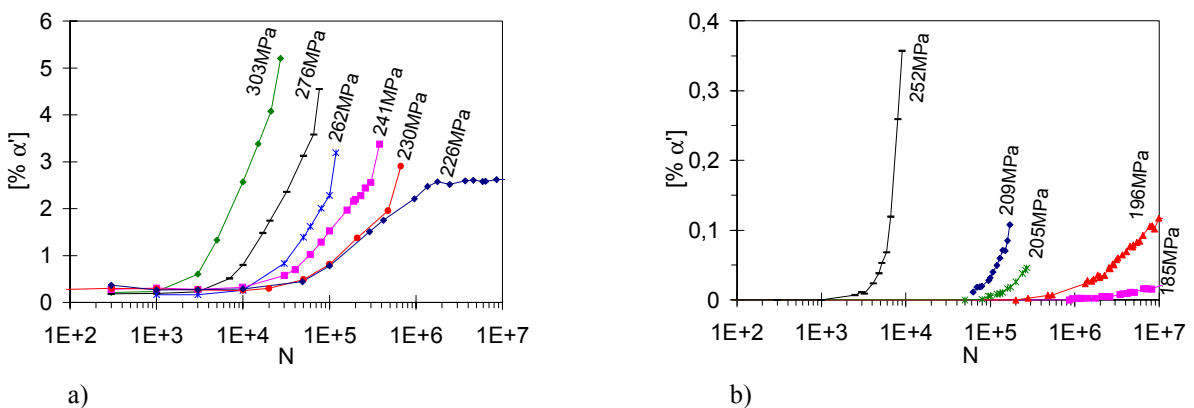 6
5
4
3
2
1
0
[% α']
303MPa
276MPa
262MPa
241MPa
230MPa
226MPa
1E+2 1E+3 1E+4 1E+5 1E+6 1E+7
N
a)
0,4
0,3
0,2
0,1
0
[% α']
252MPa
209MPa
205MPa
196MPa
185MPa
1E+2 1E+3 1E+4 1E+5 1E+6 1E+7
N
b)